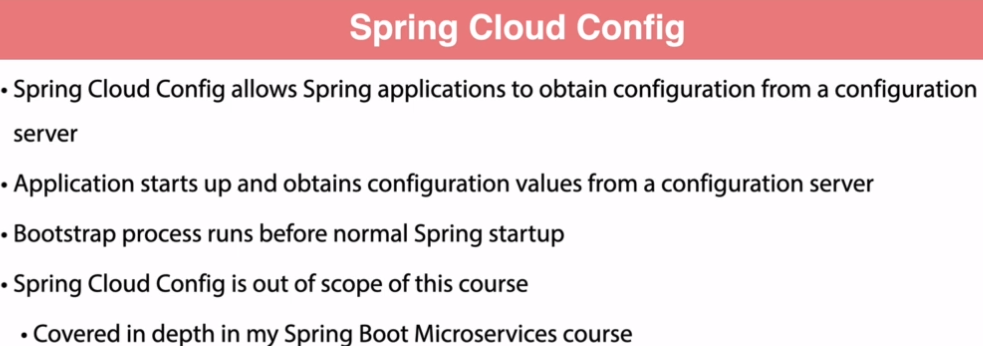 Spring Cloud Config
• Spring Cloud Config allows Spring applications to obtain configuration from a configuration
server
• Application starts up and obtains configuration values from a configuration server
• Bootstrap process runs before normal Spring startup
• Spring Cloud Config is out of scope of this course
• Covered in depth in my Spring Boot Microservices course